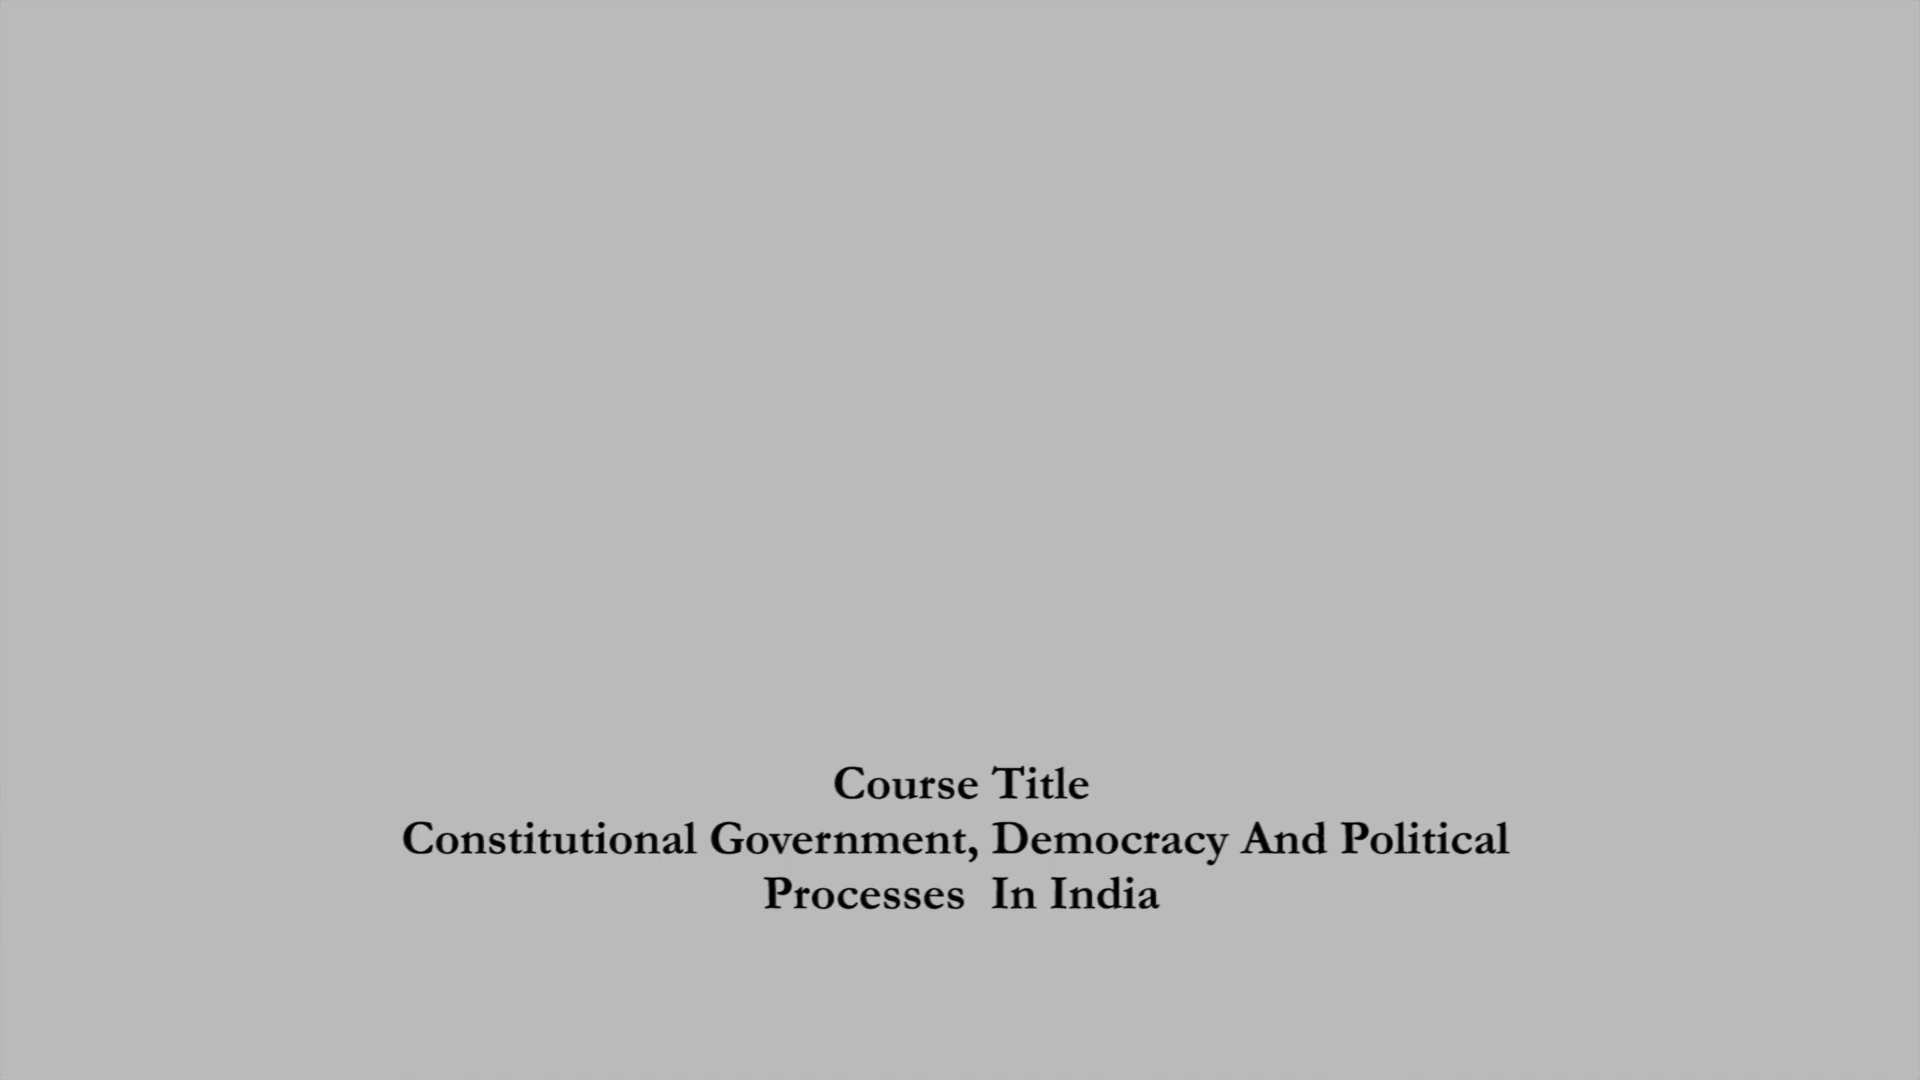 Course Title
Constitutional Government, Democracy And Political
Processes  In India